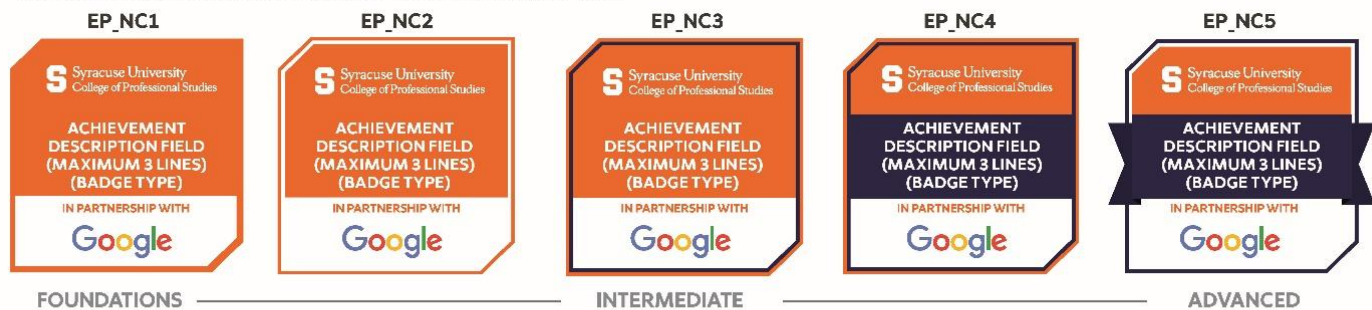 EP_NC1
S Syracuse University
College of Professional Studies
ACHIEVEMENT
DESCRIPTION FIELD
(MAXIMUM 3 LINES)
(BADGE TYPE)
IN PARTNERSHIP WITH
Google
EP_NC2
S Syracuse University
College of Professional Studies
ACHIEVEMENT
DESCRIPTION FIELD
(MAXIMUM 3 LINES)
(BADGE TYPE)
IN PARTNERSHIP WITH
Google
EP_NC3
S Syracuse University
College of Professional Studies
ACHIEVEMENT
DESCRIPTION FIELD
(MAXIMUM 3 LINES)
(BADGE TYPE)
IN PARTNERSHIP WITH
Google
EP_NC4
S Syracuse University
College of Professional Studies
ACHIEVEMENT
DESCRIPTION FIELD
(MAXIMUM 3 LINES)
(BADGE TYPE)
IN PARTNERSHIP WITH
Google
EP_NC5
S Syracuse University
College of Professional Studies
ACHIEVEMENT
DESCRIPTION FIELD
(MAXIMUM 3 LINES)
(BADGE TYPE)
IN PARTNERSHIP WITH
Google
FOUNDATIONS
INTERMEDIATE
ADVANCED